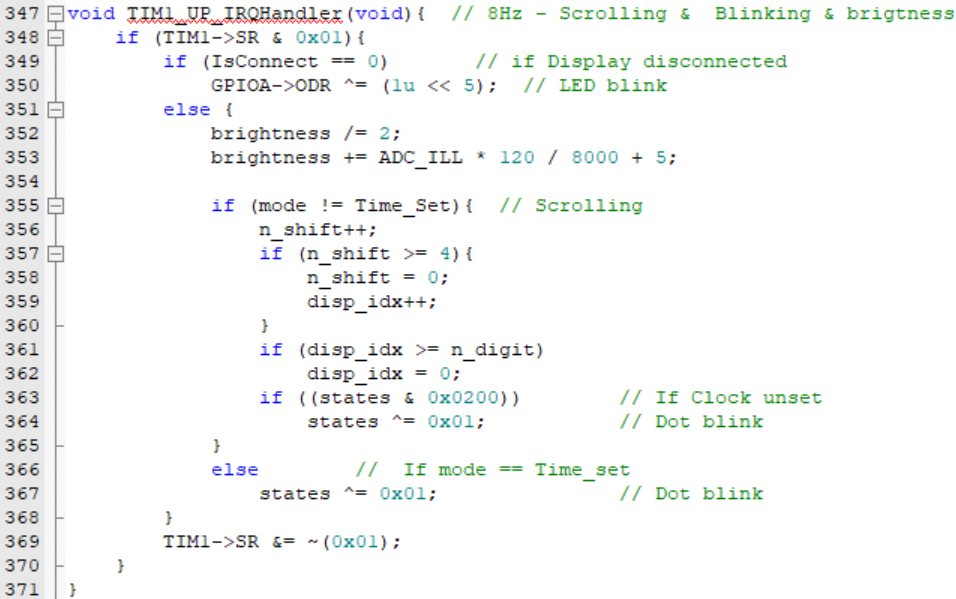 347 void TIM1_UP_IRQHandler(void){  // 8Hz - Scrolling &  Blinking & brigtness
348     if (TIM1->SR & 0x01){
349         if (IsConnect == 0)       // if Display disconnected
350             GPIOA->ODR ^= (1u << 5);  // LED blink
351         else {
352             brightness /= 2;
353             brightness += ADC_ILL * 120 / 8000 + 5;
354
355             if (mode != Time_Set){  // Scrolling
356                 n_shift++;
357                 if (n_shift >= 4){
358                     n_shift = 0;
359                     disp_idx++;
360                 }
361                 if (disp_idx >= n_digit)
362                     disp_idx = 0;
363                 if ((states & 0x0200))        // If Clock unset
364                     states ^= 0x01;           // Dot blink
365             }
366             else        //  If mode == Time_set
367                 states ^= 0x01;               // Dot blink
368         }
369         TIM1->SR &= ~(0x01);
370     }
371 }